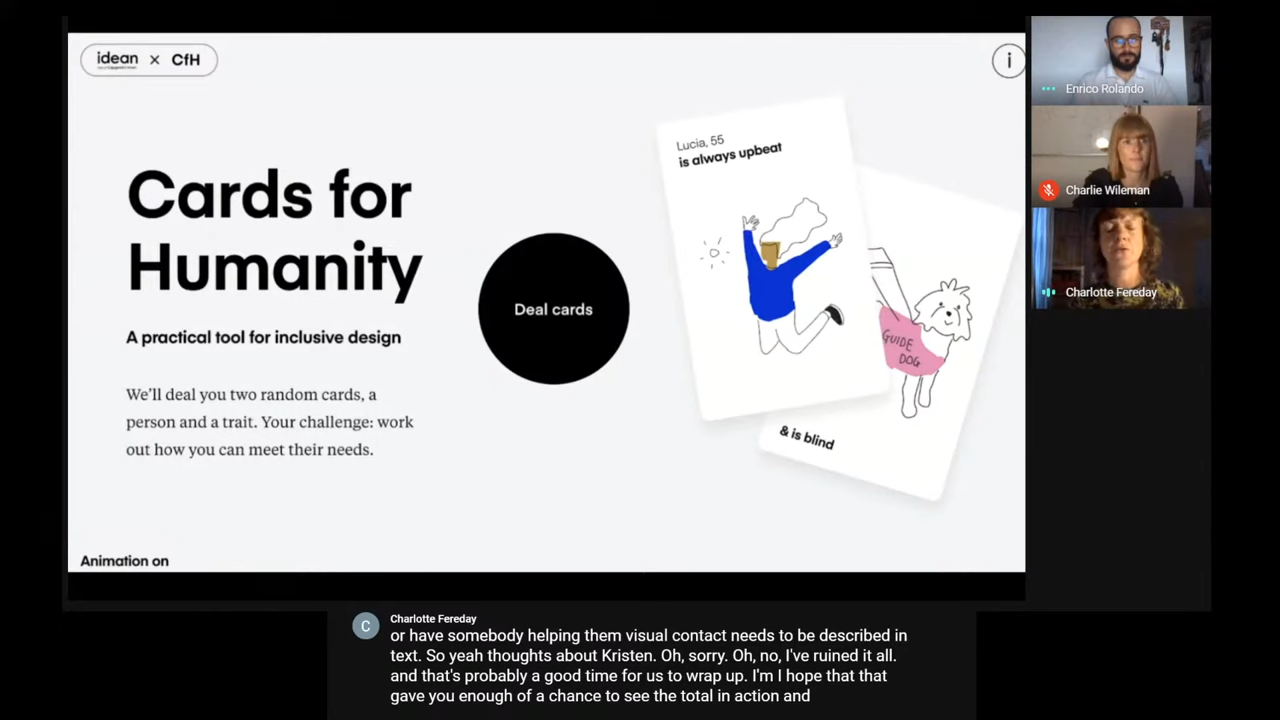 idean × CfH
i
Cards for
Humanity
A practical tool for inclusive design
We'll deal you two random cards, a
person and a trait. Your challenge: work
out how you can meet their needs.
Deal cards
Lucia, 55
is always upbeat
GUIDE
DOG
& is blind
Animation on
Enrico Rolando
Charlie Wileman
Charlotte Fereday
C
Charlotte Fereday
or have somebody helping them visual contact needs to be described in
text. So yeah thoughts about Kristen. Oh, sorry. Oh, no, I've ruined it all.
and that's probably a good time for us to wrap up. I'm I hope that that
gave you enough of a chance to see the total in action and